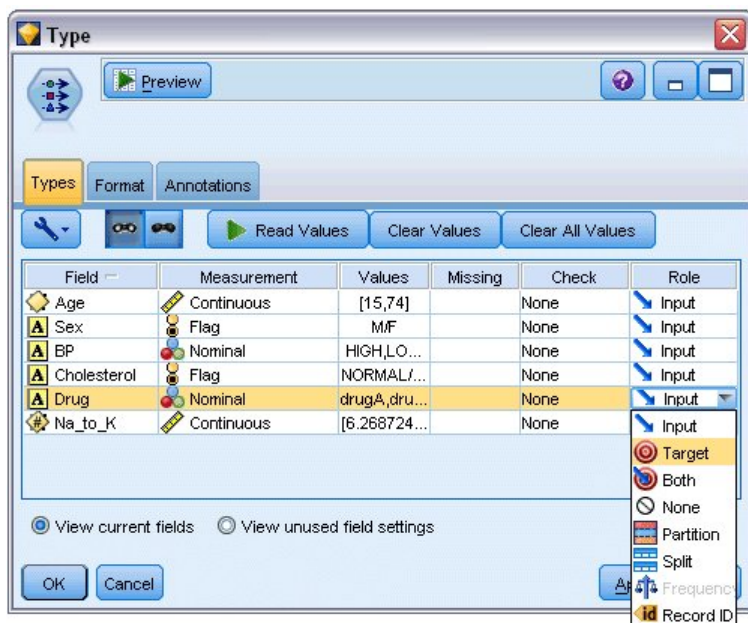 Type
Preview
Types Format Annotations
Read Values Clear Values Clear All Values
Field Measurement Values Missing Check Role
Age Continuous [15,74] None Input
A Sex Flag M/F None Input
A BP Nominal HIGH,LO... None Input
A Cholesterol Flag NORMAL/... None Input
A Drug Nominal drugA,dru... None Input
# Na_to_K Continuous [6.268724... None
Input
Target
Both
None
Partition
Split
Frequency
id Record ID
View current fields View unused field settings
OK Cancel